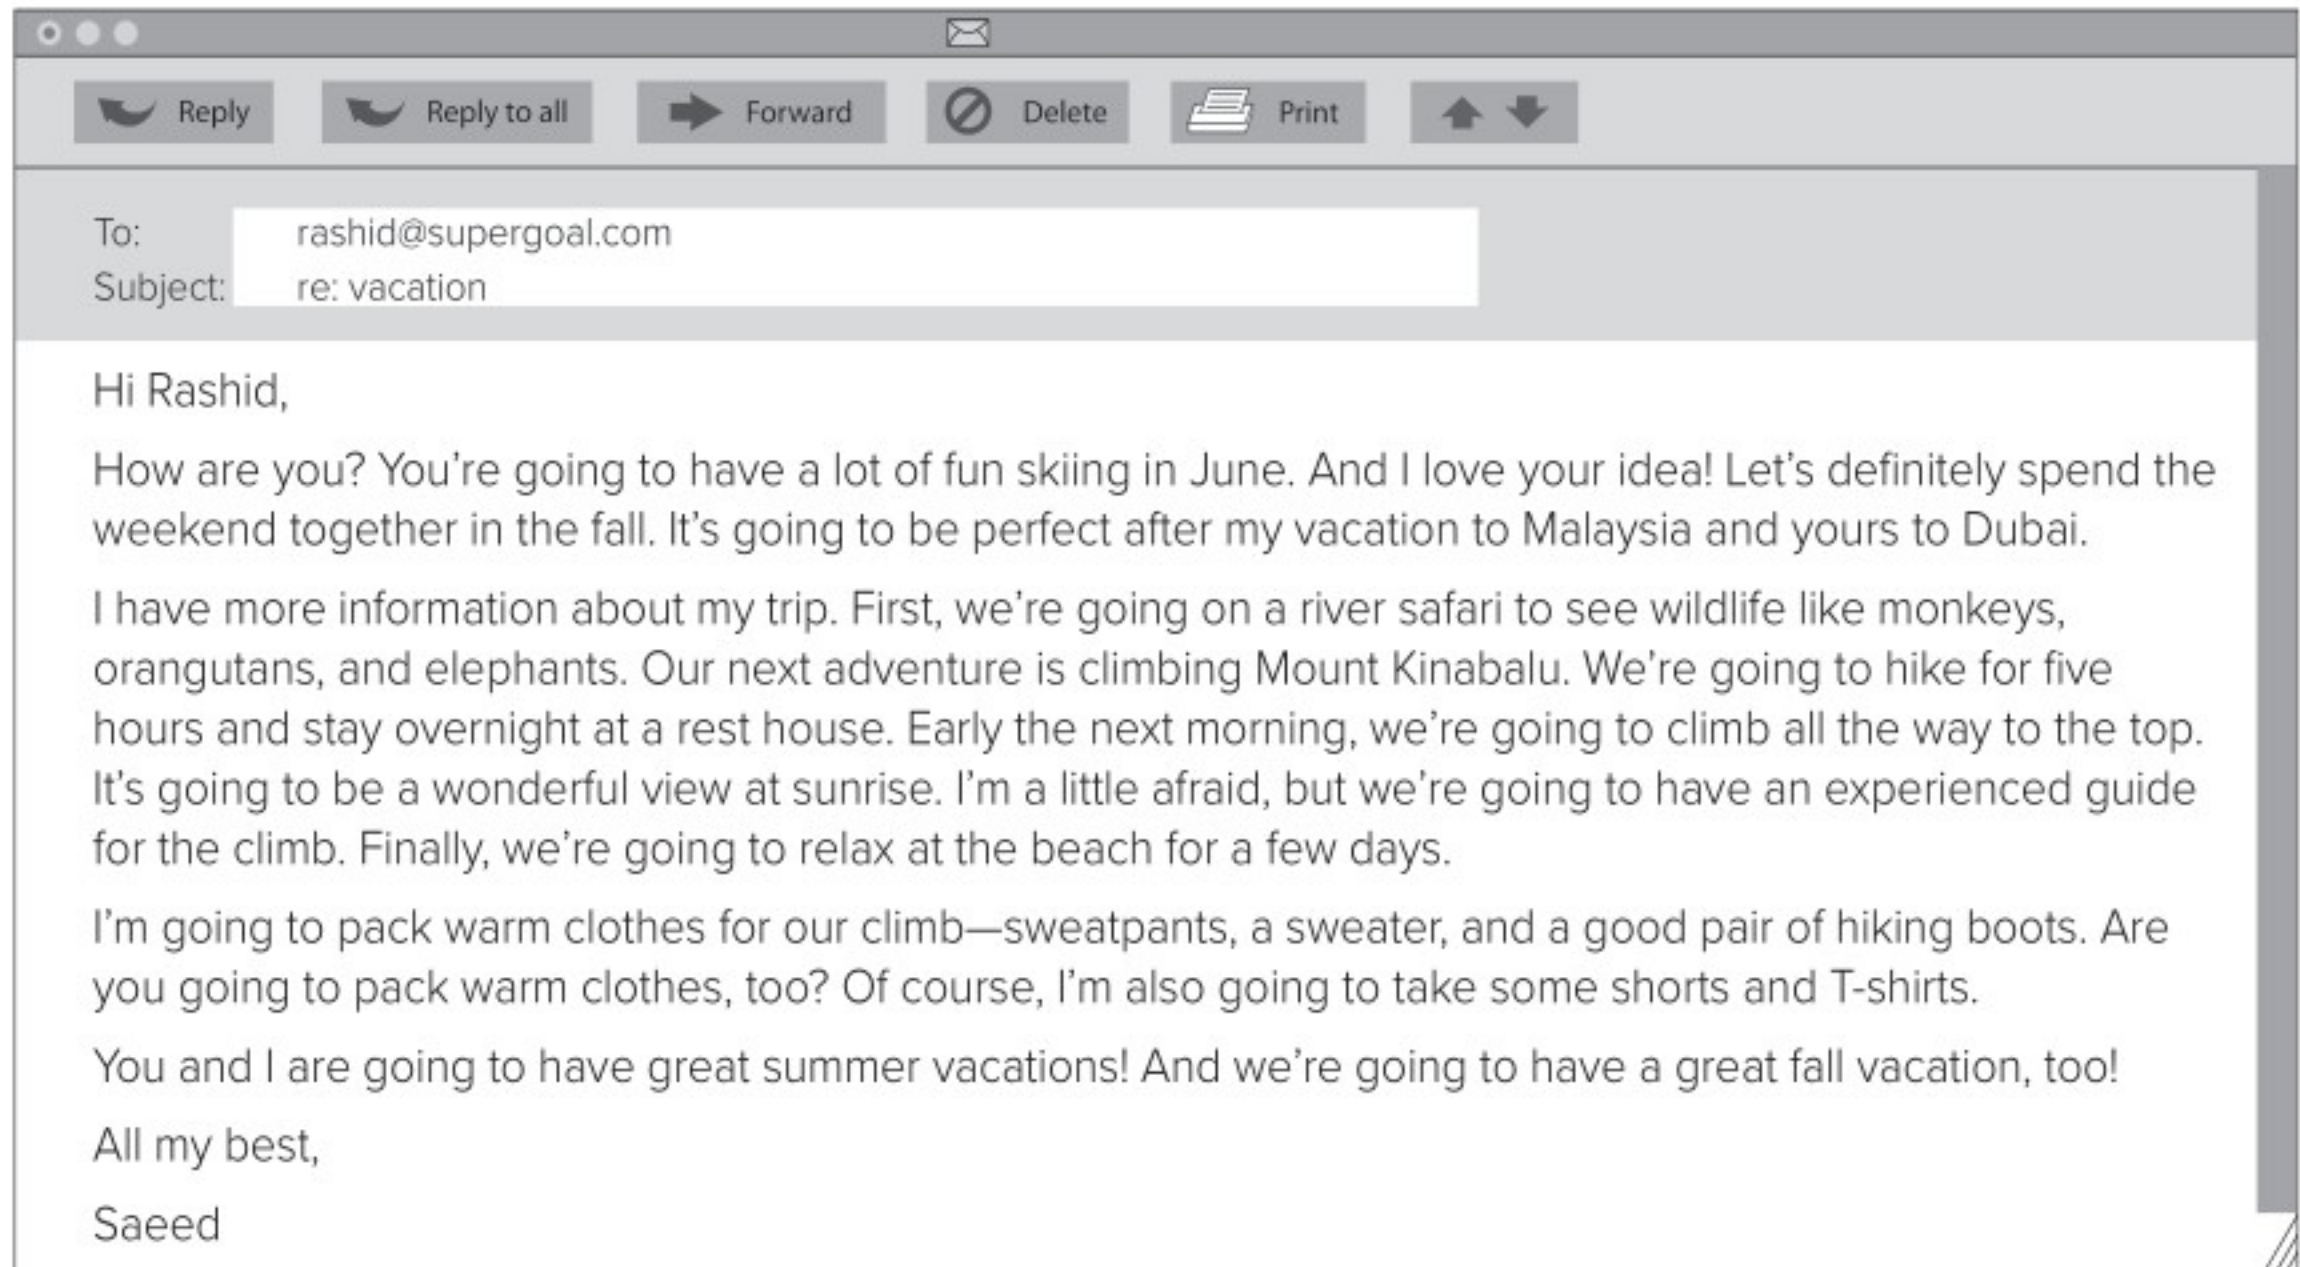 Reply Reply to all Forward Delete Print
To: rashid@supergoal.com
Subject: re: vacation
Hi Rashid,
How are you? You’re going to have a lot of fun skiing in June. And I love your idea! Let’s definitely spend the
weekend together in the fall. It’s going to be perfect after my vacation to Malaysia and yours to Dubai.
I have more information about my trip. First, we’re going on a river safari to see wildlife like monkeys,
orangutans, and elephants. Our next adventure is climbing Mount Kinabalu. We’re going to hike for five
hours and stay overnight at a rest house. Early the next morning, we’re going to climb all the way to the top.
It’s going to be a wonderful view at sunrise. I’m a little afraid, but we’re going to have an experienced guide
for the climb. Finally, we’re going to relax at the beach for a few days.
I’m going to pack warm clothes for our climb—sweatpants, a sweater, and a good pair of hiking boots. Are
you going to pack warm clothes, too? Of course, I’m also going to take some shorts and T-shirts.
You and I are going to have great summer vacations! And we’re going to have a great fall vacation, too!
All my best,
Saeed